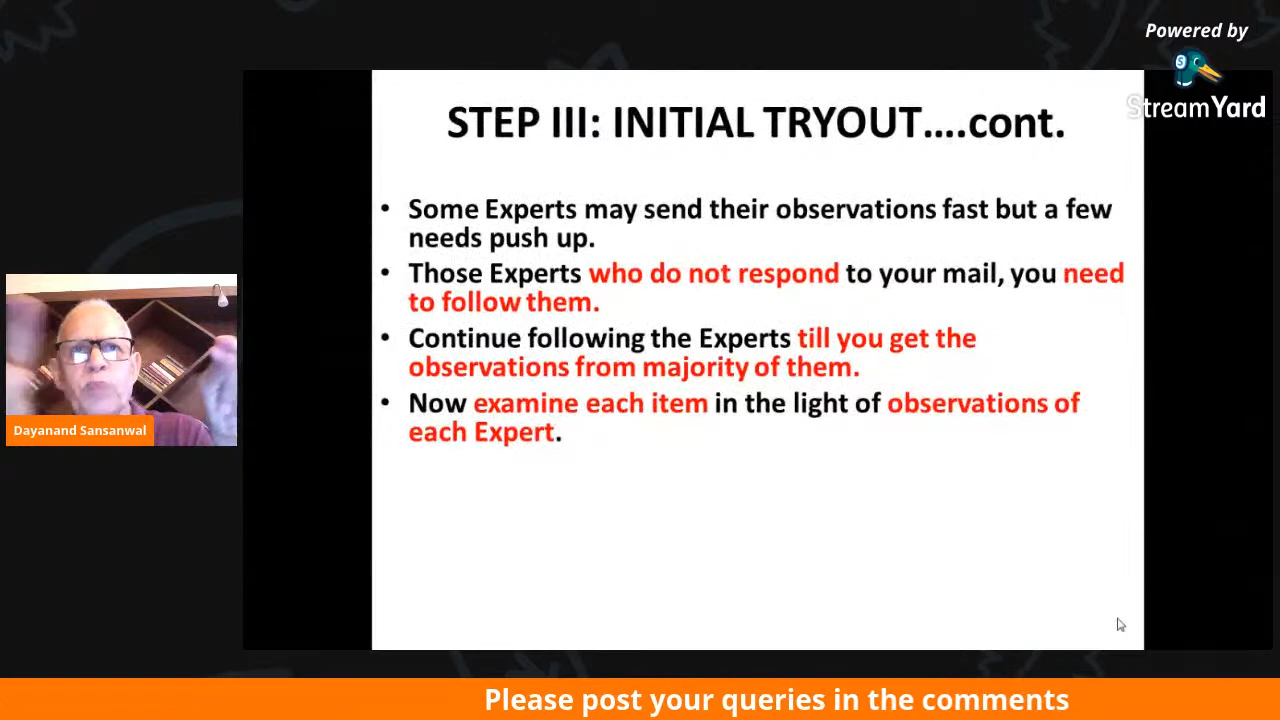 Powered by
StreamYard
STEP III: INITIAL TRYOUT....cont.
• Some Experts may send their observations fast but a few
needs push up.
• Those Experts who do not respond to your mail, you need
to follow them.
• Continue following the Experts till you get the
observations from majority of them.
• Now examine each item in the light of observations of
each Expert.
Dayanand Sansanwal
Please post your queries in the comments